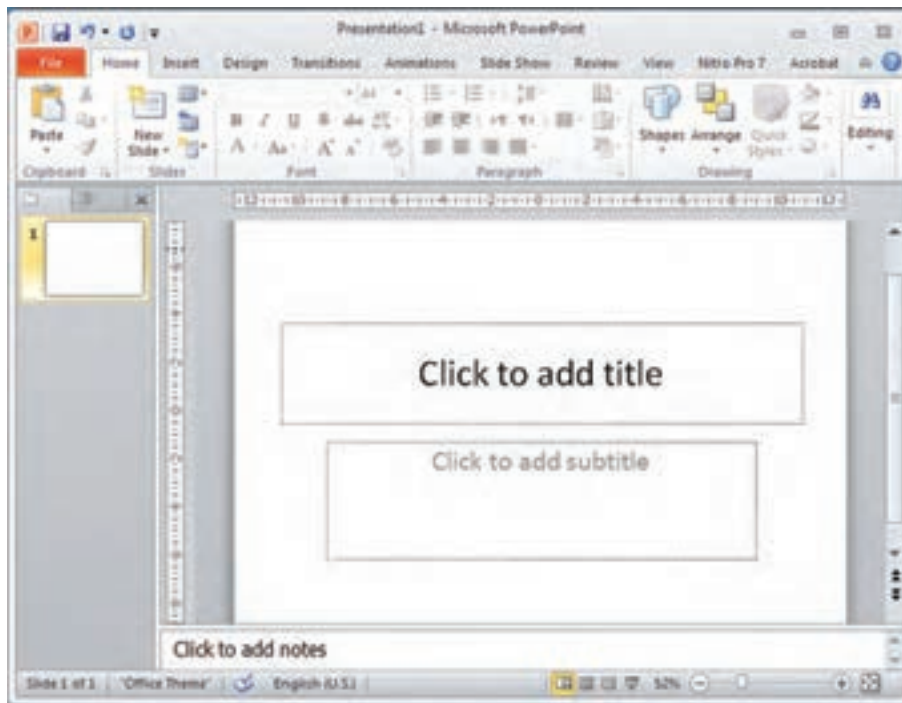 Presentation1 - Microsoft PowerPoint
File Home Insert Design Transitions Animations Slide Show Review View Nitro Pro 7 Acrobat
Paste
New Slide
Shapes Arrange Quick Styles
Editing
Clipboard Slides Font Paragraph Drawing
1
Click to add title
Click to add subtitle
Click to add notes
Slide 1 of 1 "Office Theme" English (U.S.) 52%